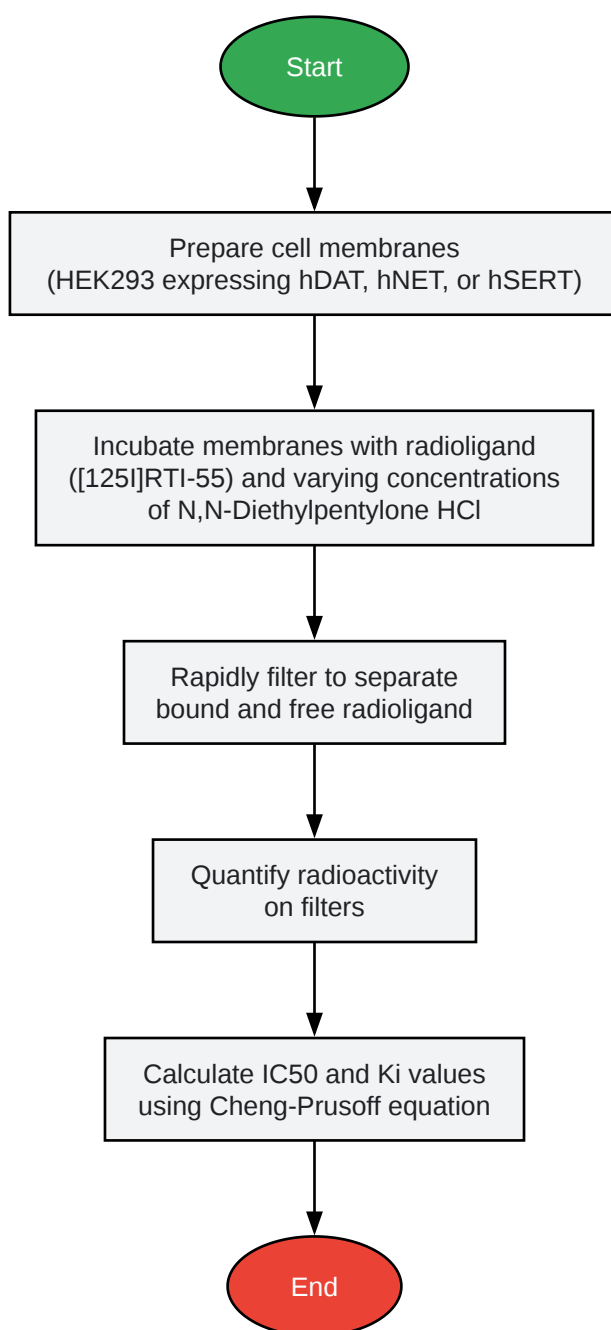 Start
Prepare cell membranes
(HEK293 expressing hDAT, hNET, or hSERT)
Incubate membranes with radioligand
([125I]RTI-55) and varying concentrations
of N,N-Diethylpentylone HCl
Rapidly filter to separate
bound and free radioligand
Quantify radioactivity
on filters
Calculate IC50 and Ki values
using Cheng-Prusoff equation
End